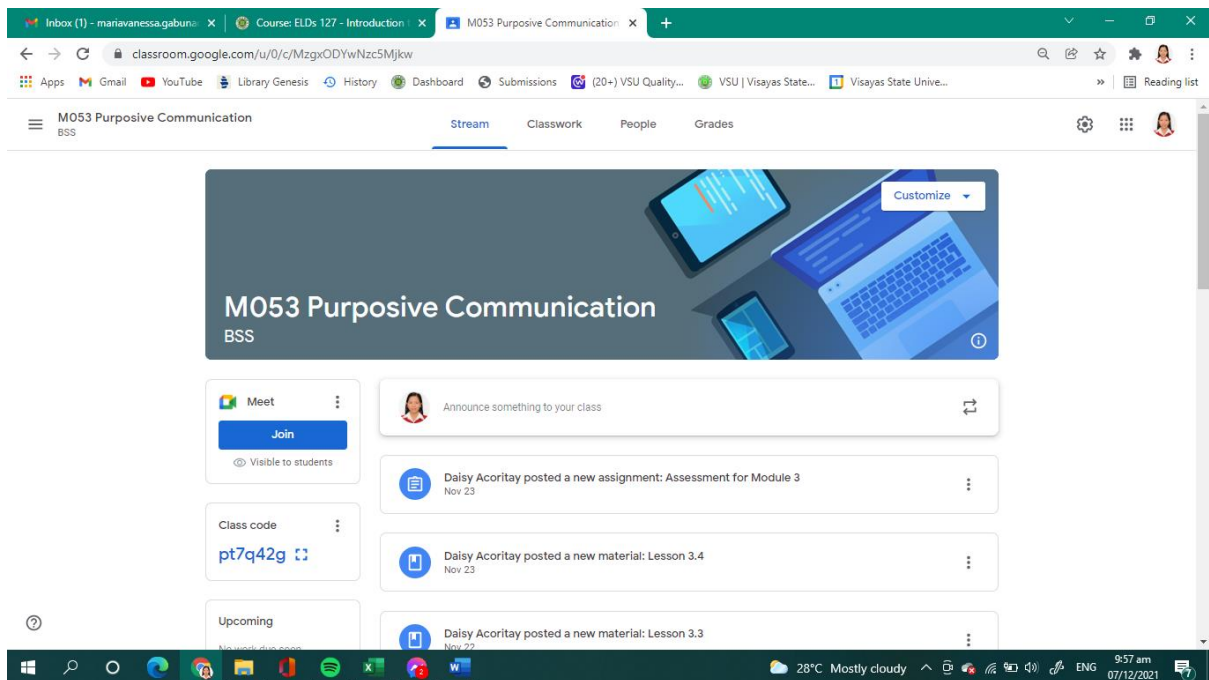 Inbox (1) - mariavanessa.gabuna
Course: ELDs 127 - Introduction
M053 Purposive Communication
classroom.google.com/u/0/c/MzgxODYwNzc5Mjkw
Apps
Gmail
YouTube
Library Genesis
History
Dashboard
Submissions
(20+) VSU Quality...
VSU | Visayas State...
Visayas State Unive...
»
Reading list
M053 Purposive Communication
BSS
Stream
Classwork
People
Grades
Customize
M053 Purposive Communication
BSS
Meet
Join
Visible to students
Announce something to your class
Daisy Acoritay posted a new assignment: Assessment for Module 3
Nov 23
Class code
pt7q42g
Daisy Acoritay posted a new material: Lesson 3.4
Nov 23
Upcoming
No work due soon
Daisy Acoritay posted a new material: Lesson 3.3
Nov 22
28°C Mostly cloudy
ENG
9:57 am
07/12/2021